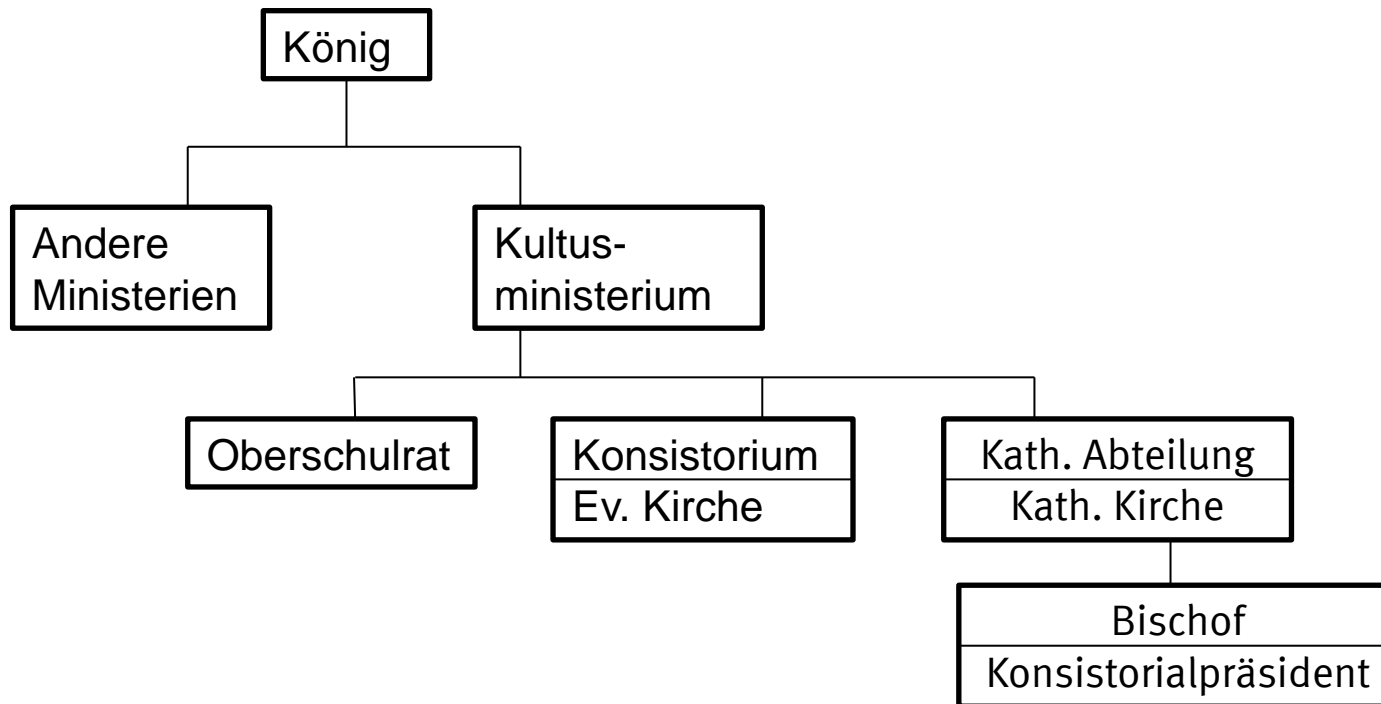 König
Andere
Ministerien
Kultus-
ministerium
Oberschulrat
Konsistorium
Ev. Kirche
Kath. Abteilung
Kath. Kirche
Bischof
Konsistorialpräsident